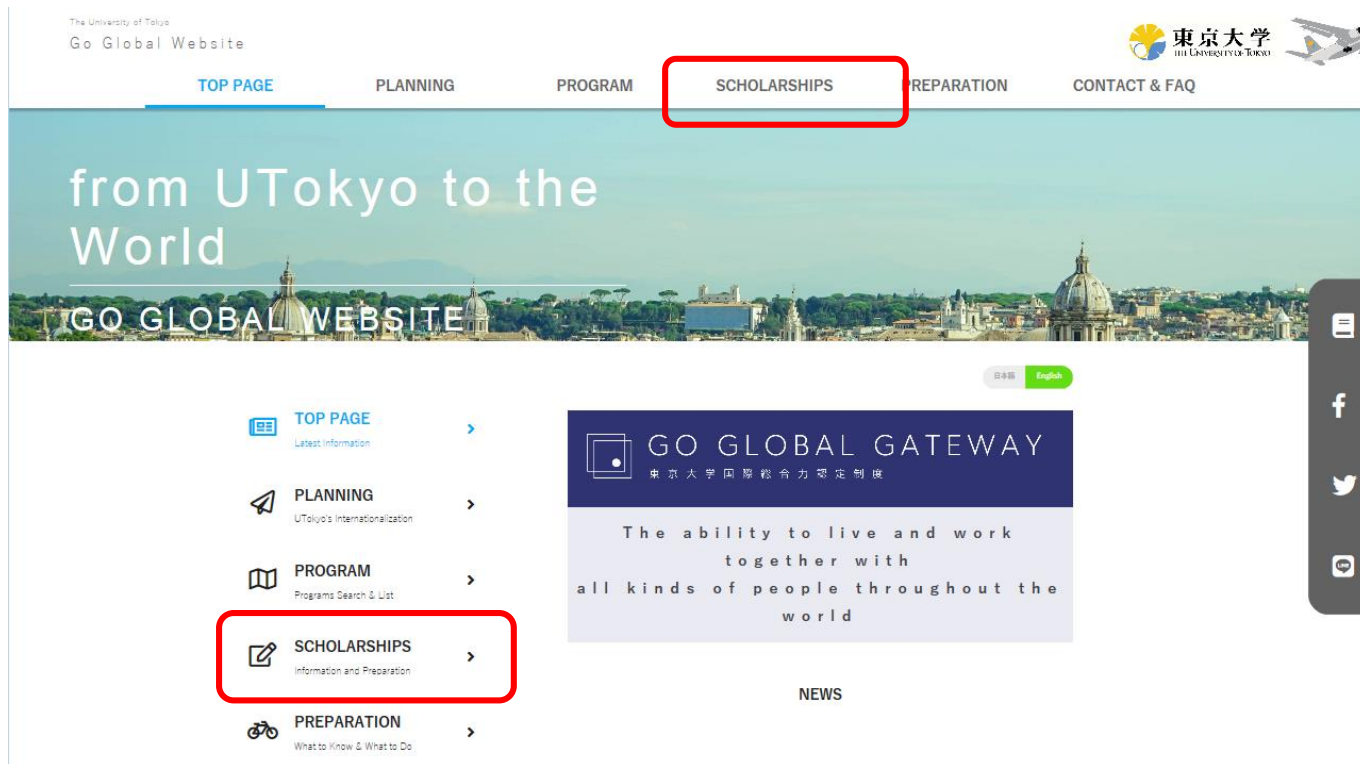 The University of Tokyo
Go Global Website
東京大学
THE UNIVERSITY OF TOKYO
TOP PAGE PLANNING PROGRAM SCHOLARSHIPS PREPARATION CONTACT & FAQ
from UTokyo to the
World
GO GLOBAL WEBSITE
日本語 English
TOP PAGE
Latest Information
PLANNING
UTokyo's Internationalization
PROGRAM
Programs Search & List
SCHOLARSHIPS
Information and Preparation
PREPARATION
What to Know & What to Do
GO GLOBAL GATEWAY
東京大学国際総合力認定制度
The ability to live and work
together with
all kinds of people throughout the
world
NEWS
LINE